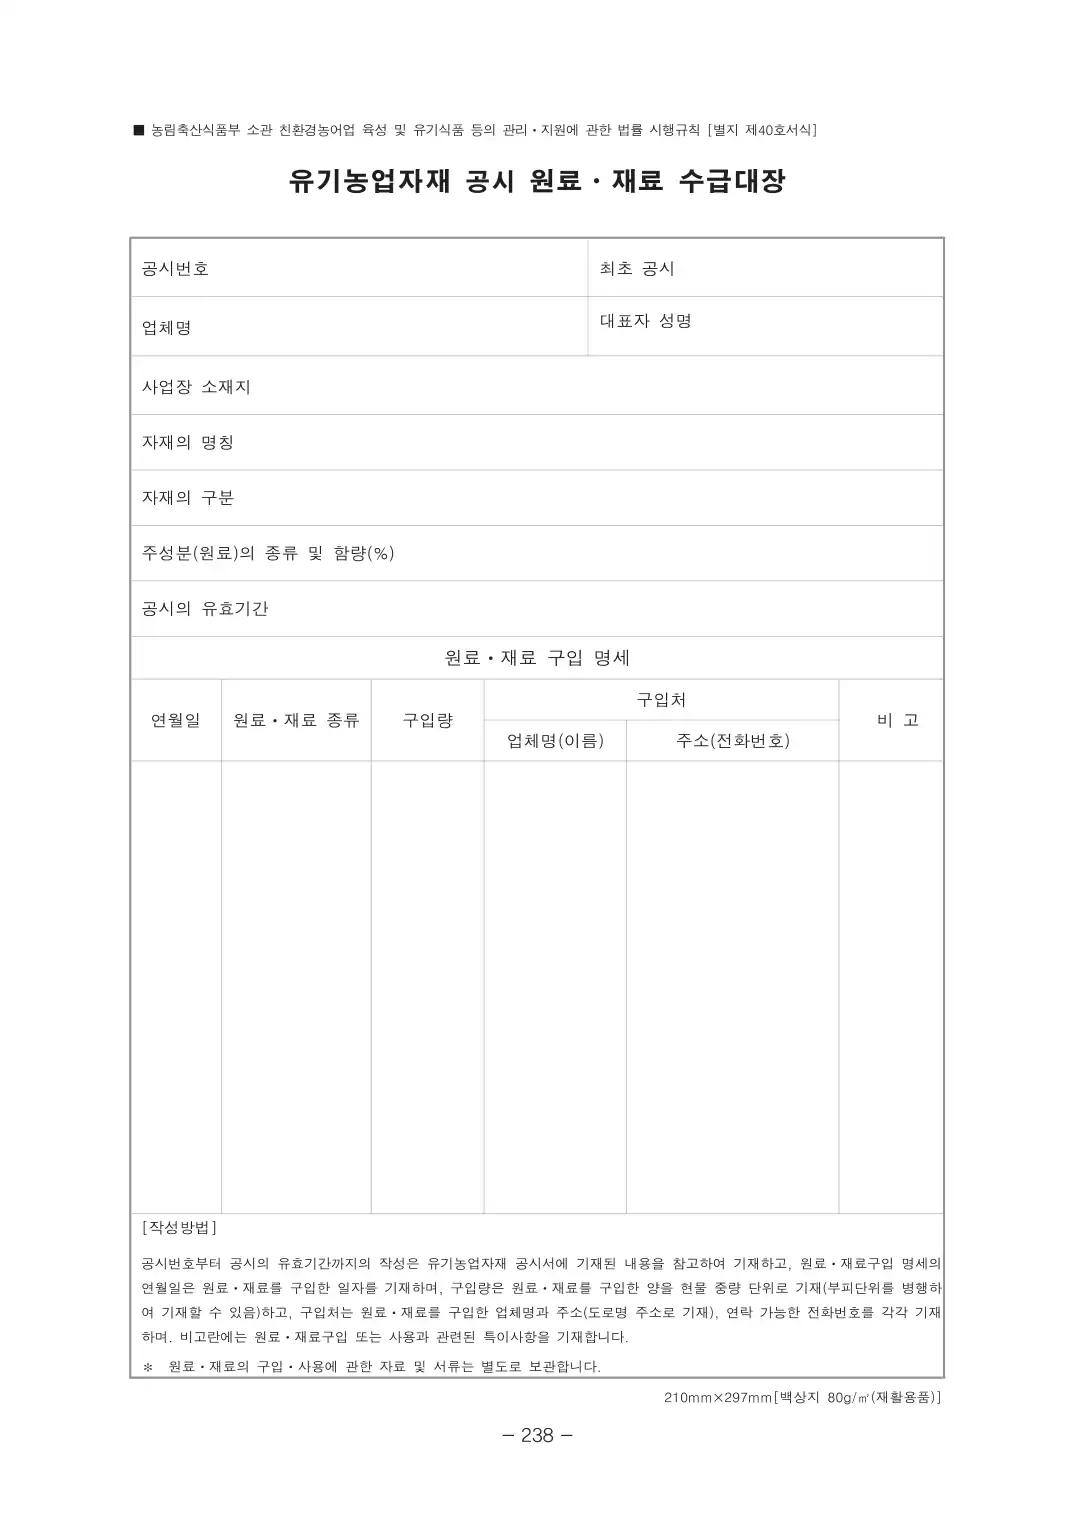 ■ 농림축산식품부 소관 친환경농어업 육성 및 유기식품 등의 관리ㆍ지원에 관한 법률 시행규칙 [별지 제40호서식]
유기농업자재 공시 원료ㆍ재료 수급대장
공시번호
최초 공시
업체명
대표자 성명
사업장 소재지
자재의 명칭
자재의 구분
주성분(원료)의 종류 및 함량(%)
공시의 유효기간
원료ㆍ재료 구입 명세
연월일
원료ㆍ재료 종류
구입량
구입처
업체명(이름)
주소(전화번호)
비 고
[작성방법]
공시번호부터 공시의 유효기간까지의 작성은 유기농업자재 공시서에 기재된 내용을 참고하여 기재하고, 원료ㆍ재료구입 명세의
연월일은 원료ㆍ재료를 구입한 일자를 기재하며, 구입량은 원료ㆍ재료를 구입한 양을 현물 중량 단위로 기재(부피단위를 병행하
여 기재할 수 있음)하고, 구입처는 원료ㆍ재료를 구입한 업체명과 주소(도로명 주소로 기재), 연락 가능한 전화번호를 각각 기재
하며. 비고란에는 원료ㆍ재료구입 또는 사용과 관련된 특이사항을 기재합니다.
＊ 원료ㆍ재료의 구입ㆍ사용에 관한 자료 및 서류는 별도로 보관합니다.
210mm×297mm[백상지 80g/㎡(재활용품)]
- 238 -